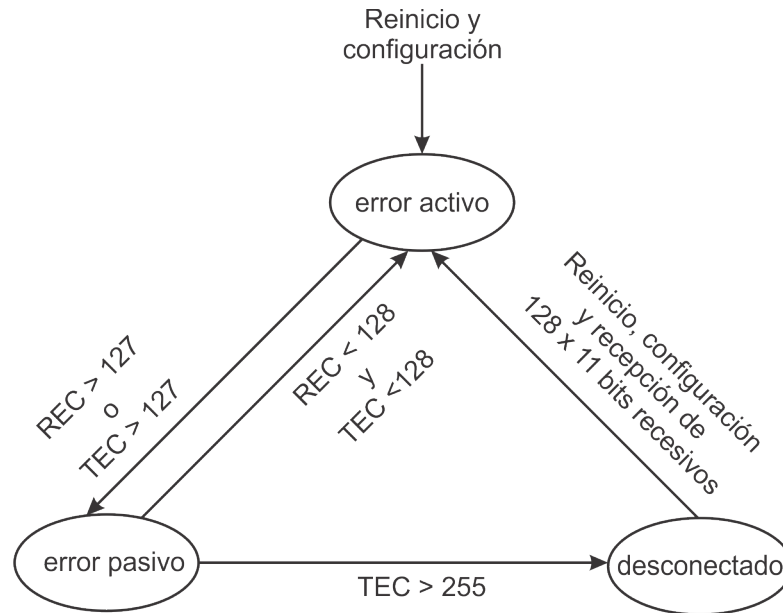 Reinicio y
configuración
error activo
REC > 127
o
TEC > 127
REC < 128
y
TEC <128
Reinicio, configuración
y recepción de
128 x 11 bits recesivos
error pasivo
TEC > 255
desconectado